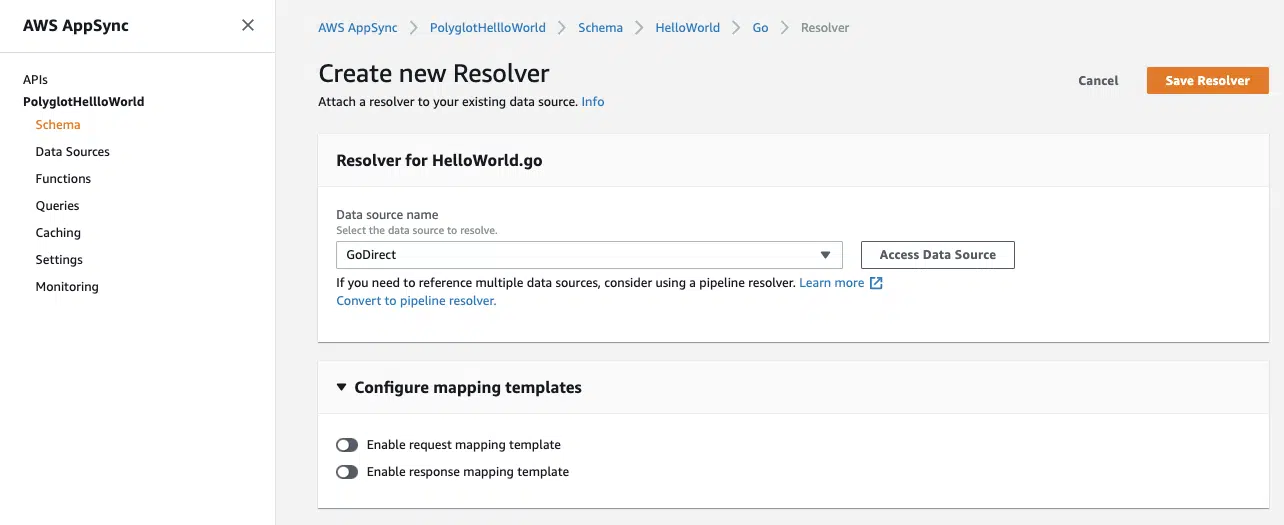 AWS AppSync
APIs
PolyglotHellloWorld
Schema
Data Sources
Functions
Queries
Caching
Settings
Monitoring
AWS AppSync > PolyglotHellloWorld > Schema > HelloWorld > Go > Resolver
Create new Resolver
Attach a resolver to your existing data source. Info
Cancel
Save Resolver
Resolver for HelloWorld.go
Data source name
Select the data source to resolve.
GoDirect
Access Data Source
If you need to reference multiple data sources, consider using a pipeline resolver. Learn more
Convert to pipeline resolver.
Configure mapping templates
Enable request mapping template
Enable response mapping template